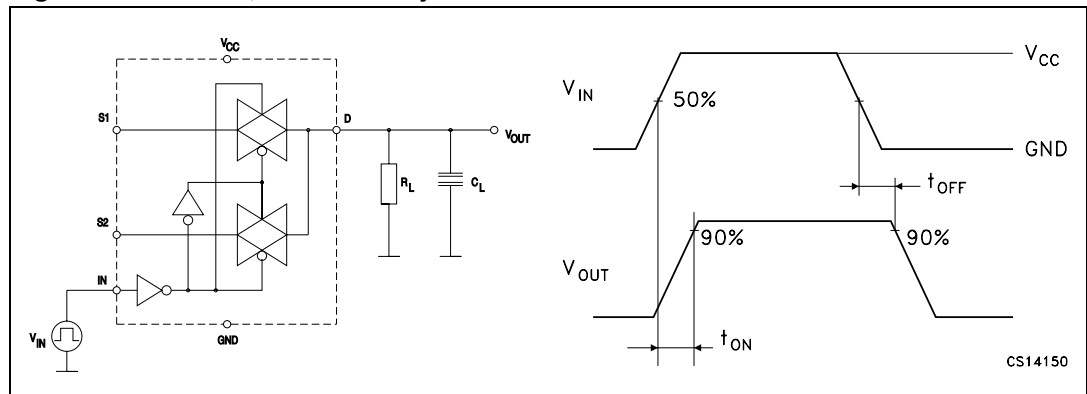 V_CC
S1
D
V_OUT
R_L
C_L
S2
IN
V_IN
GND
V_IN
50%
V_CC
GND
t_OFF
90%
90%
V_OUT
t_ON
CS14150